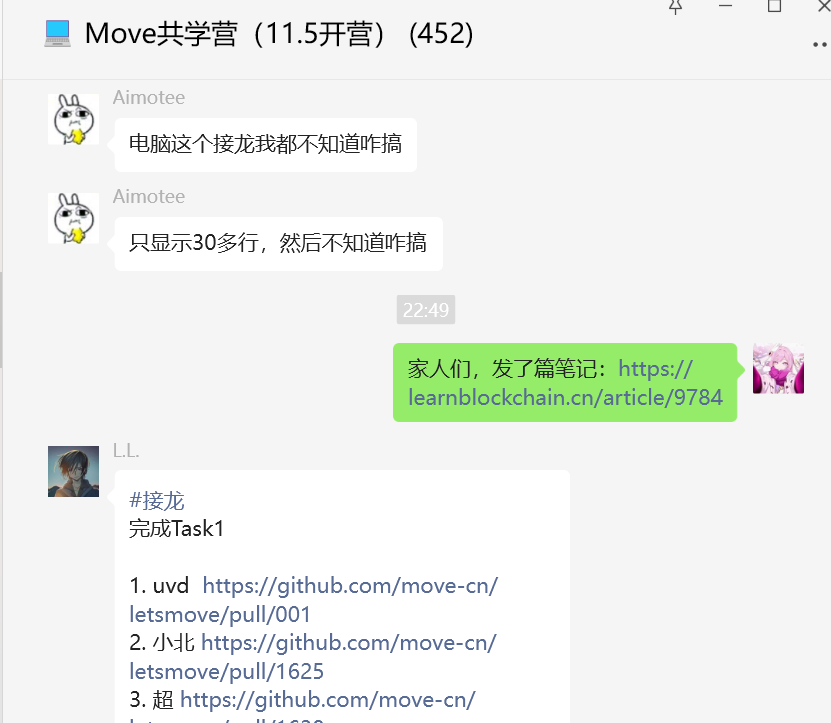 Move共学营（11.5开营） (452)
Aimotee
电脑这个接龙我都不知道咋搞
Aimotee
只显示30多行，然后不知道咋搞
22:49
家人们，发了篇笔记：https://
learnblockchain.cn/article/9784
L.L.
#接龙
完成Task1
1. uvd  https://github.com/move-cn/
letsmove/pull/001
2. 小北 https://github.com/move-cn/
letsmove/pull/1625
3. 超 https://github.com/move-cn/